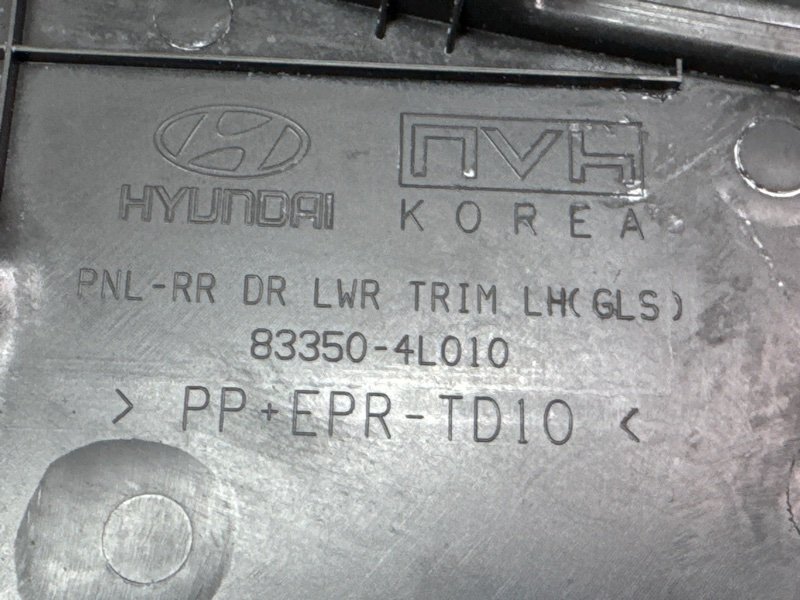 HYUNDAI
NVH
KOREA
PNL-RR DR LWR TRIM LH(GLS)
83350-4L010
> PP+EPR-TD10 <